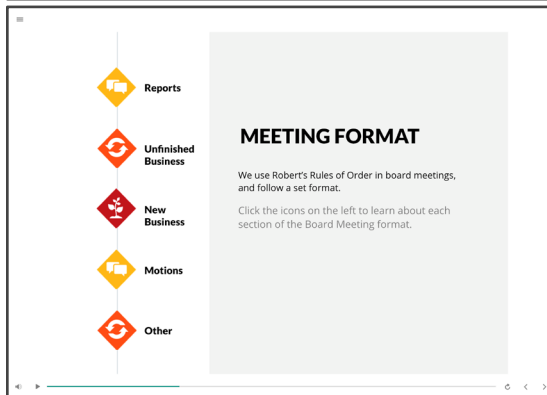 Reports
Unfinished
Business
New
Business
Motions
Other
MEETING FORMAT
We use Robert's Rules of Order in board meetings,
and follow a set format.
Click the icons on the left to learn about each
section of the Board Meeting format.